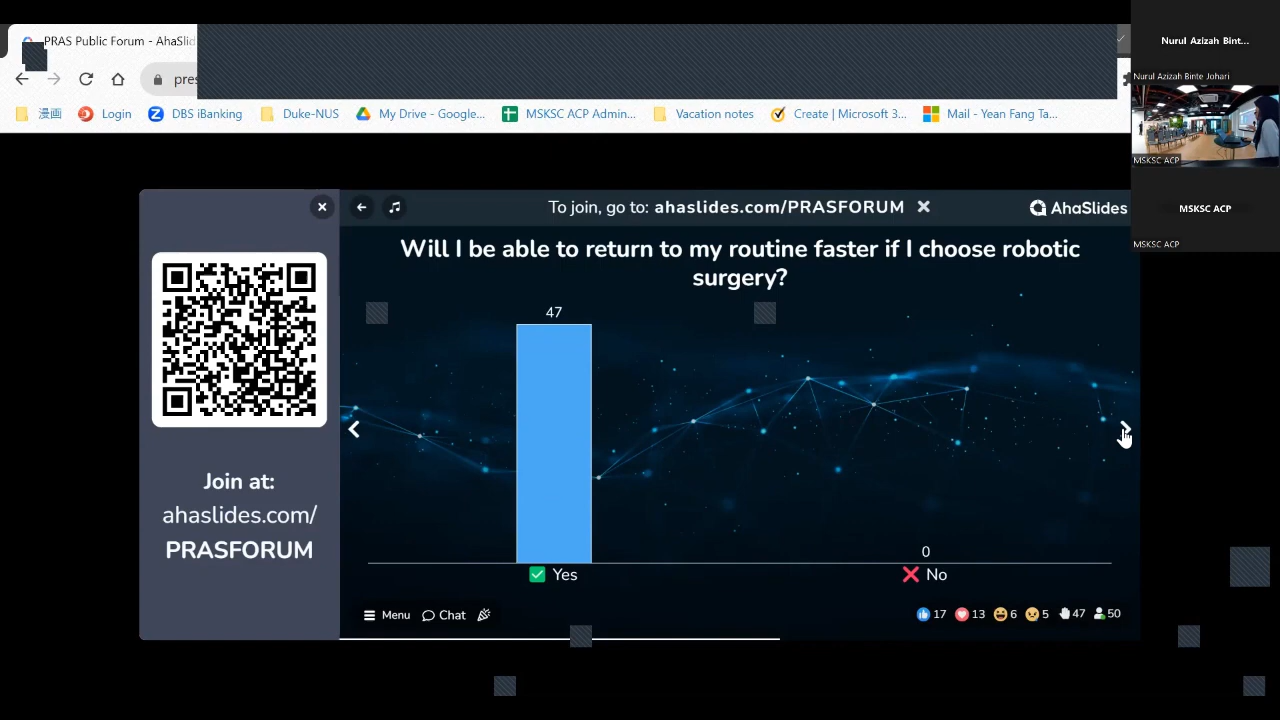 PRAS Public Forum - AhaSlid
Nurul Azizah Bint...
pres
Nurul Azizah Binte Johari
漫画
Login
DBS iBanking
Duke-NUS
My Drive - Google...
MSKSC ACP Admin...
Vacation notes
Create | Microsoft 3...
Mail - Yean Fang Ta...
MSKSC ACP
MSKSC ACP
MSKSC ACP
To join, go to: ahaslides.com/PRASFORUM
AhaSlides
Will I be able to return to my routine faster if I choose robotic
surgery?
47
0
Yes
No
Join at:
ahaslides.com/
PRASFORUM
Menu
Chat
17
13
6
5
47
50